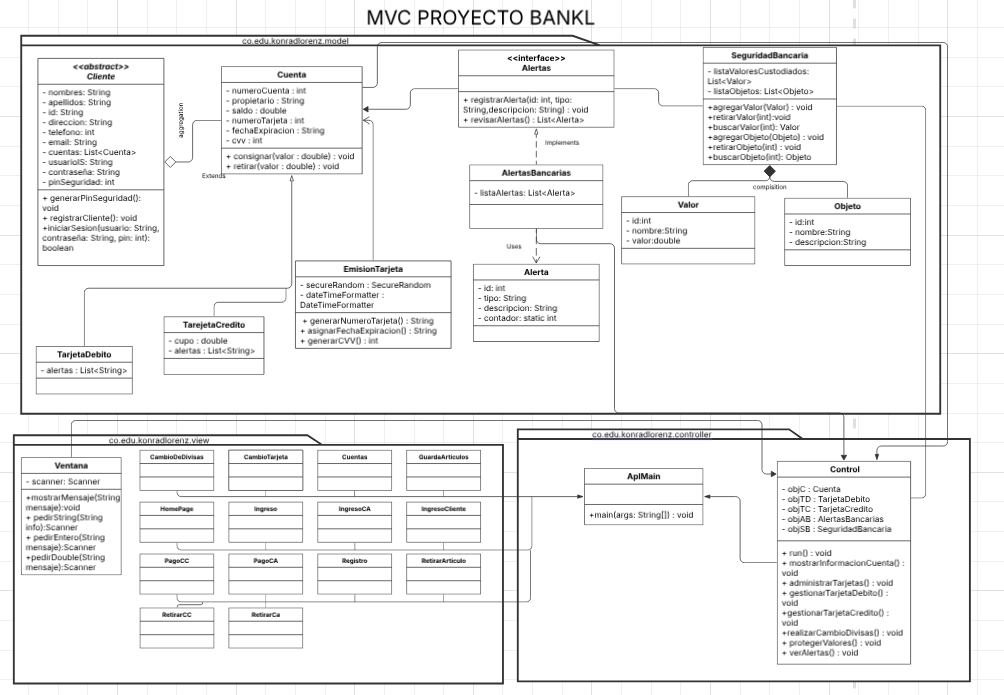 MVC PROYECTO BANKL
co.edu.konradlorenz.model
<<abstract>>
Cliente
- nombres: String
- apellidos: String
- id: String
- direccion: String
- telefono: int
- email: String
- cuentas: List<Cuenta>
- usuarioIS: String
- contraseña: String
- pinSeguridad: int
+ generarPinSeguridad():
void
+ registrarCliente(): void
+iniciarSesion(usuario: String,
contraseña: String, pin: int):
boolean
aggregation
Extends
Cuenta
- numeroCuenta : int
- propietario : String
- saldo : double
- numeroTarjeta : int
- fechaExpiracion : String
- cvv : int
+ consignar(valor : double) : void
+ retirar(valor : double) : void
<<interface>>
Alertas
+ registrarAlerta(id: int, tipo:
String,descripcion: String) : void
+ revisarAlertas() : List<Alerta>
Implements
AlertasBancarias
- listaAlertas: List<Alerta>
Uses
Alerta
- id: int
- tipo: String
- descripcion: String
- contador: static int
SeguridadBancaria
- listaValoresCustodiados:
List<Valor>
- listaObjetos: List<Objeto>
+agregarValor(Valor) : void
+retirarValor(int):void
+buscarValor(int): Valor
+agregarObjeto(Objeto) : void
+retirarObjeto(int) : void
+buscarObjeto(int): Objeto
compisition
Valor
- id:int
- nombre:String
- valor:double
Objeto
- id:int
- nombre:String
- descripcion:String
EmisionTarjeta
- secureRandom : SecureRandom
- dateTimeFormatter :
DateTimeFormatter
+ generarNumeroTarjeta() : String
+ asignarFechaExpiracion() : String
+ generarCVV() : int
TarejetaCredito
- cupo : double
- alertas : List<String>
TarjetaDebito
- alertas : List<String>
co.edu.konradlorenz.view
Ventana
- scanner: Scanner
+mostrarMensaje(String
mensaje):void
+ pedirString(String
info):Scanner
+ pedirEntero(String
mensaje):Scanner
+pedirDouble(String
mensaje):Scanner
CambioDeDivisas
CambioTarjeta
Cuentas
GuardaArticulos
HomePage
Ingreso
IngresoCA
IngresoCliente
PagoCC
PagoCA
Registro
RetirarArticulo
RetirarCC
RetirarCa
co.edu.konradlorenz.controller
AplMain
+main(args: String[]) : void
Control
- objC : Cuenta
- objTD : TarjetaDebito
- objTC : TarjetaCredito
- objAB : AlertasBancarias
- objSB : SeguridadBancaria
+ run() : void
+ mostrarInformacionCuenta() :
void
+ administrarTarjetas() : void
+ gestionarTarjetaDebito() :
void
+gestionarTarjetaCredito() :
void
+realizarCambioDivisas() : void
+ protegerValores() : void
+ verAlertas() : void